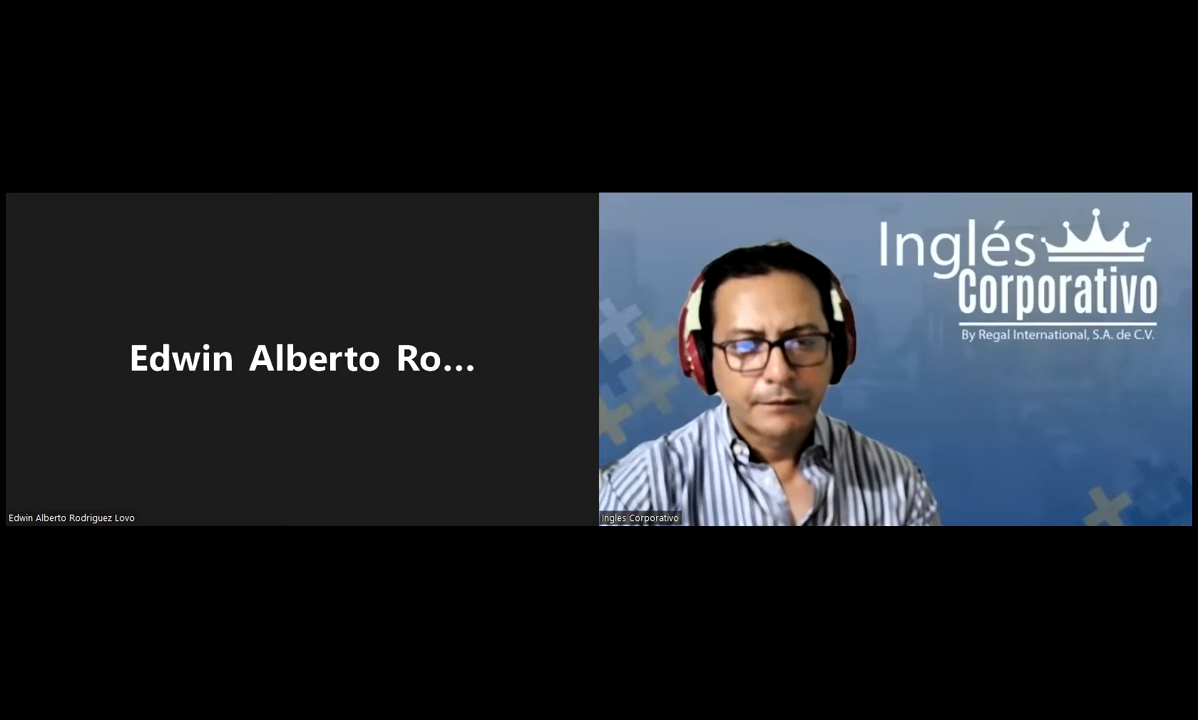 Edwin Alberto Ro...
Edwin Alberto Rodriguez Lovo
Inglés
Corporativo
By Regal International, S.A. de C.V.
Ingles Corporativo